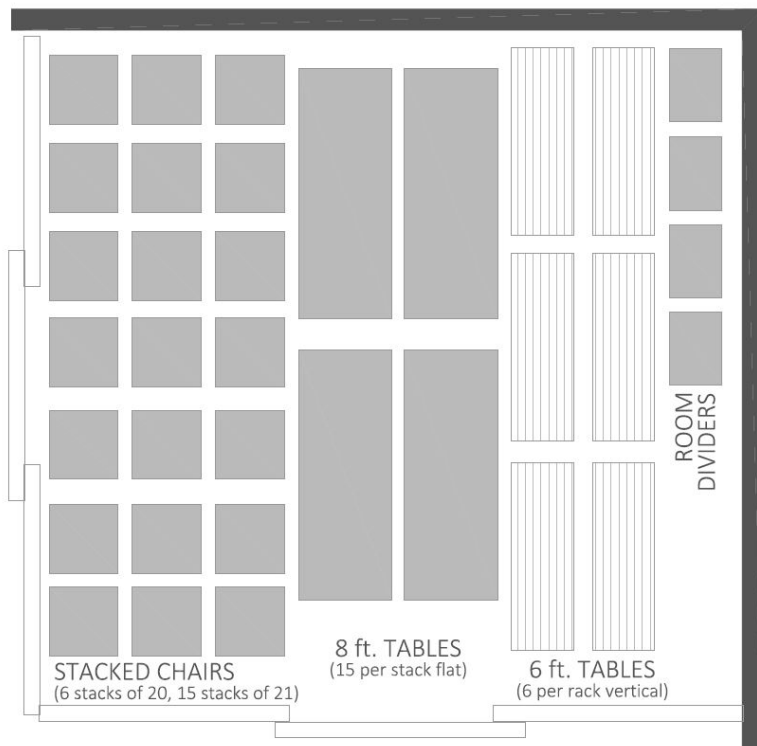 ROOM
DIVIDERS
STACKED CHAIRS
(6 stacks of 20, 15 stacks of 21)
8 ft. TABLES
(15 per stack flat)
6 ft. TABLES
(6 per rack vertical)